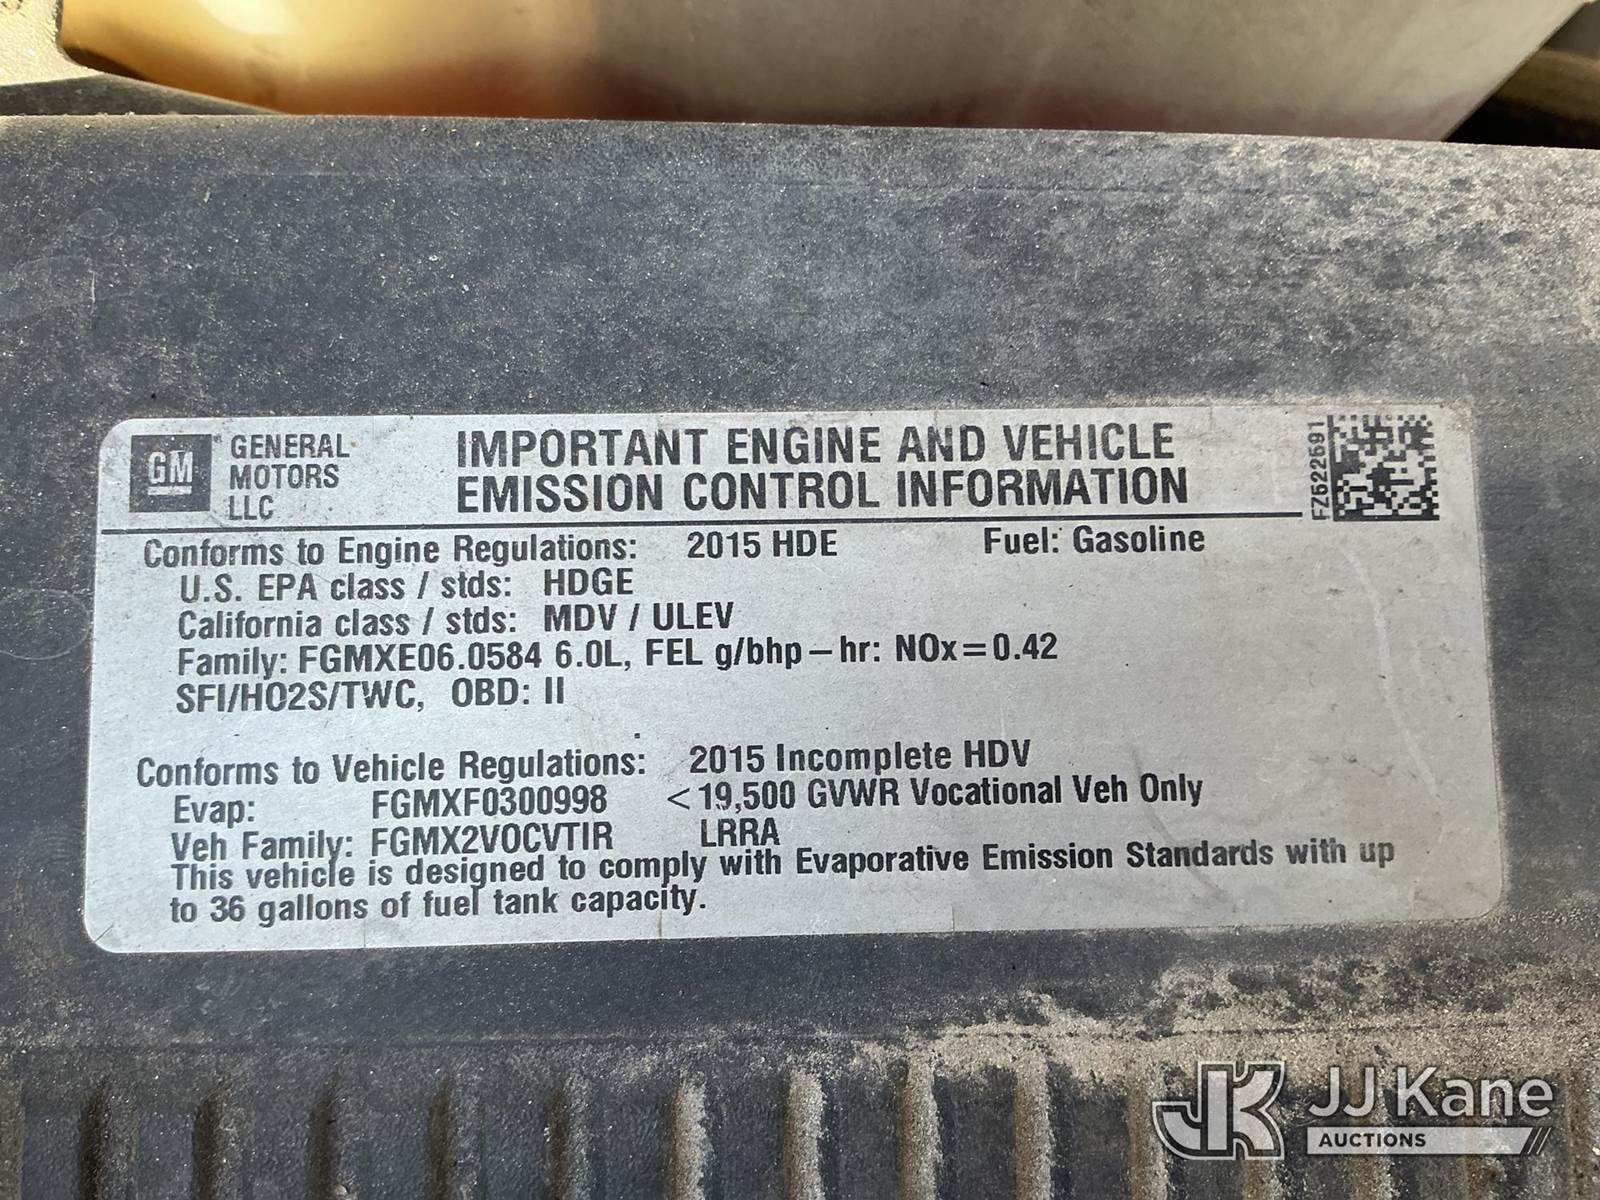 GM
GENERAL
MOTORS
LLC
IMPORTANT ENGINE AND VEHICLE
EMISSION CONTROL INFORMATION
FZ622691
Conforms to Engine Regulations: 2015 HDE Fuel: Gasoline
U.S. EPA class / stds: HDGE
California class / stds: MDV / ULEV
Family: FGMXE06.0584 6.0L, FEL g/bhp–hr: NOx=0.42
SFI/HO2S/TWC, OBD: II
Conforms to Vehicle Regulations: 2015 Incomplete HDV
Evap: FGMXF0300998 <19,500 GVWR Vocational Veh Only
Veh Family: FGMX2VOCVTIR LRRA
This vehicle is designed to comply with Evaporative Emission Standards with up
to 36 gallons of fuel tank capacity.
JK JJ Kane
AUCTIONS